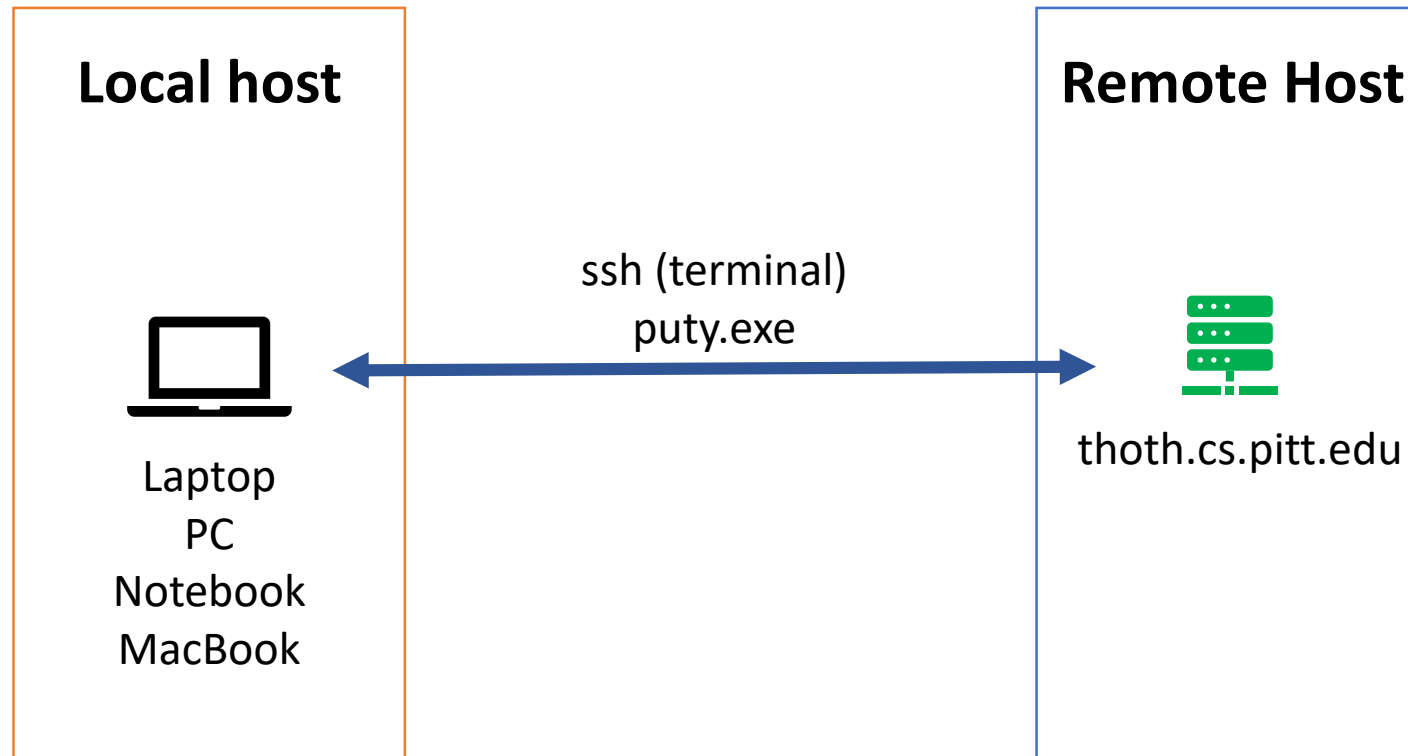 Local host
Laptop
PC
Notebook
MacBook
ssh (terminal)
puty.exe
Remote Host
thoth.cs.pitt.edu